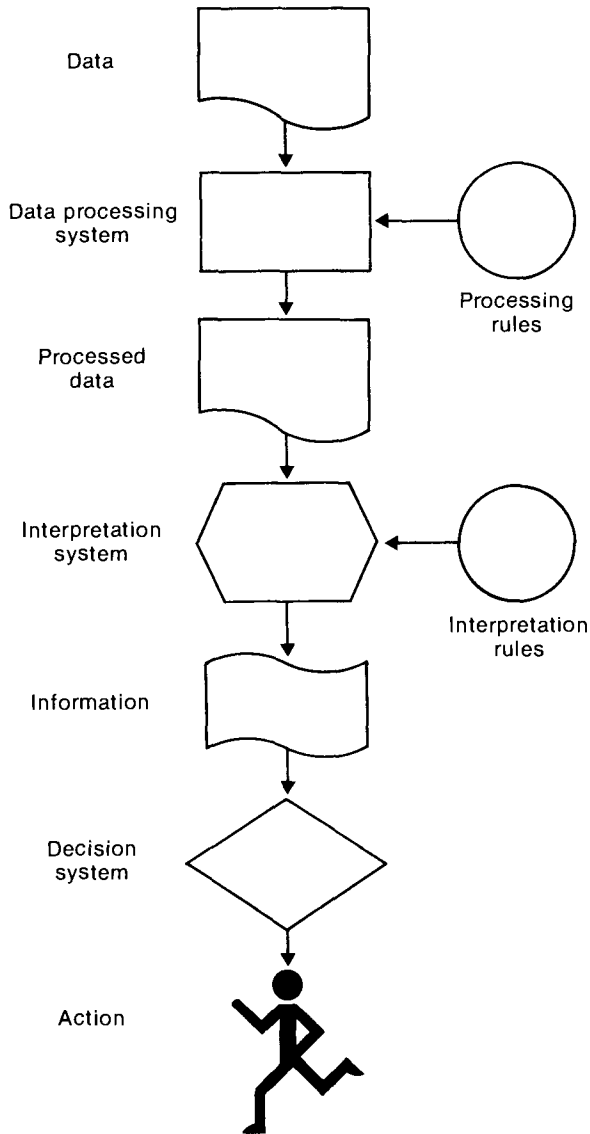 Data
Data processing
system
Processing
rules
Processed
data
Interpretation
system
Interpretation
rules
Information
Decision
system
Action